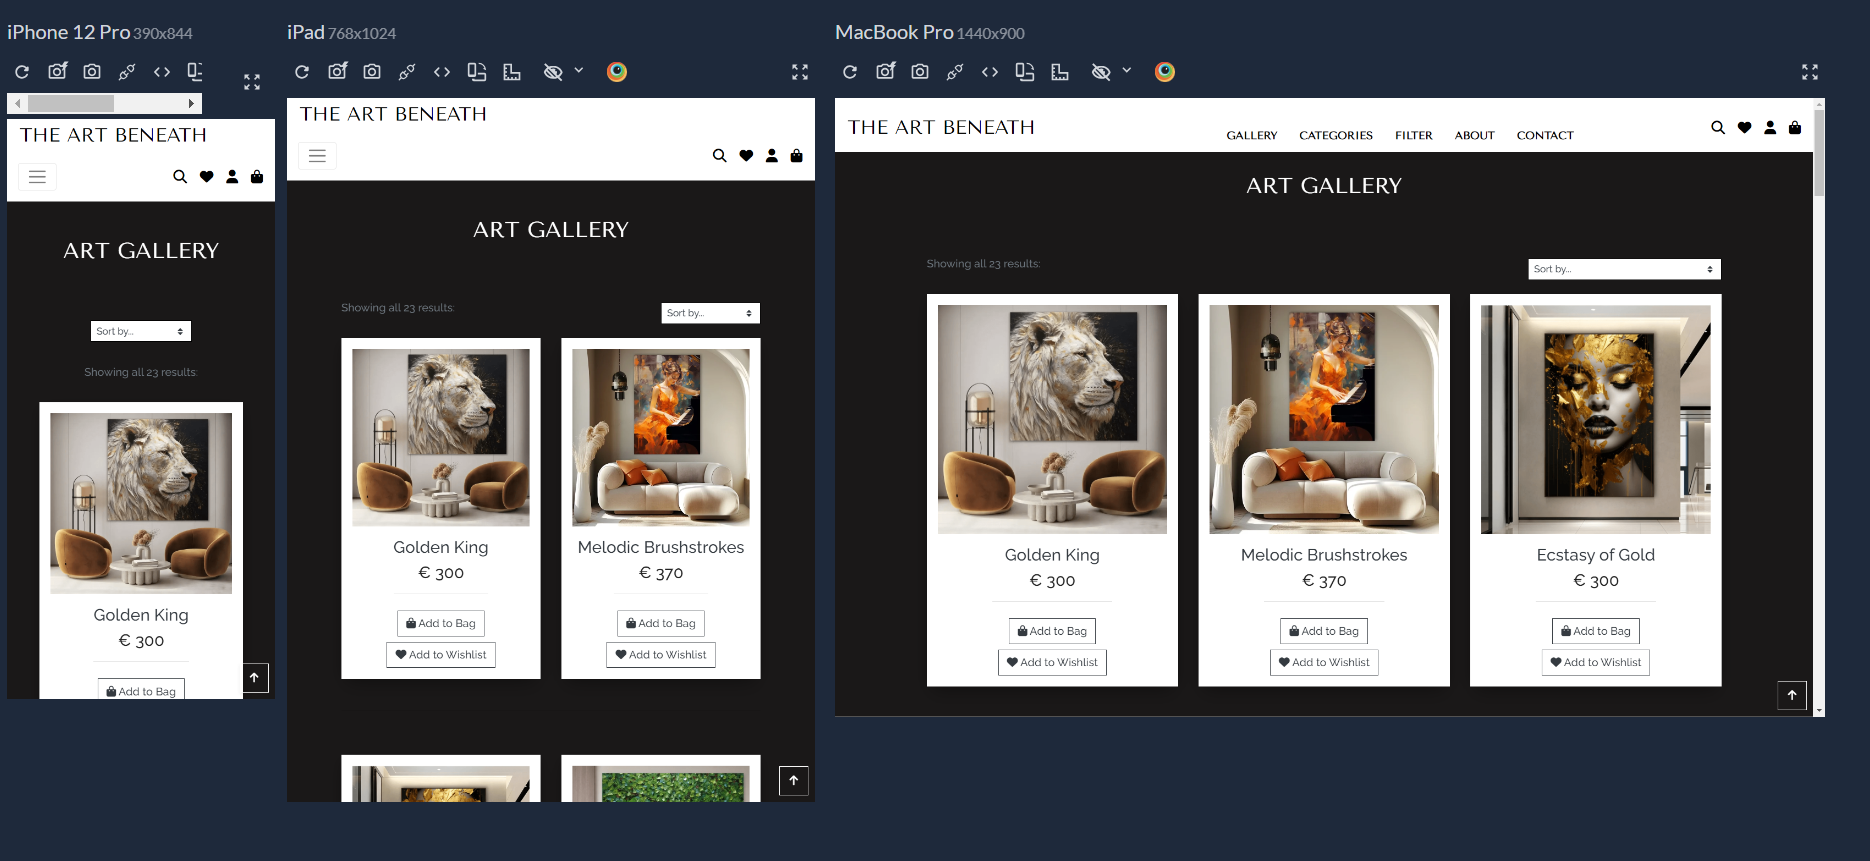 iPhone 12 Pro 390x844
THE ART BENEATH
ART GALLERY
Sort by...
Showing all 23 results:
Golden King
€ 300
Add to Bag
iPad 768x1024
THE ART BENEATH
ART GALLERY
Showing all 23 results:
Sort by...
Golden King
€ 300
Add to Bag
Add to Wishlist
Melodic Brushstrokes
€ 370
Add to Bag
Add to Wishlist
MacBook Pro 1440x900
THE ART BENEATH
GALLERY CATEGORIES FILTER ABOUT CONTACT
ART GALLERY
Showing all 23 results:
Sort by...
Golden King
€ 300
Add to Bag
Add to Wishlist
Melodic Brushstrokes
€ 370
Add to Bag
Add to Wishlist
Ecstasy of Gold
€ 300
Add to Bag
Add to Wishlist